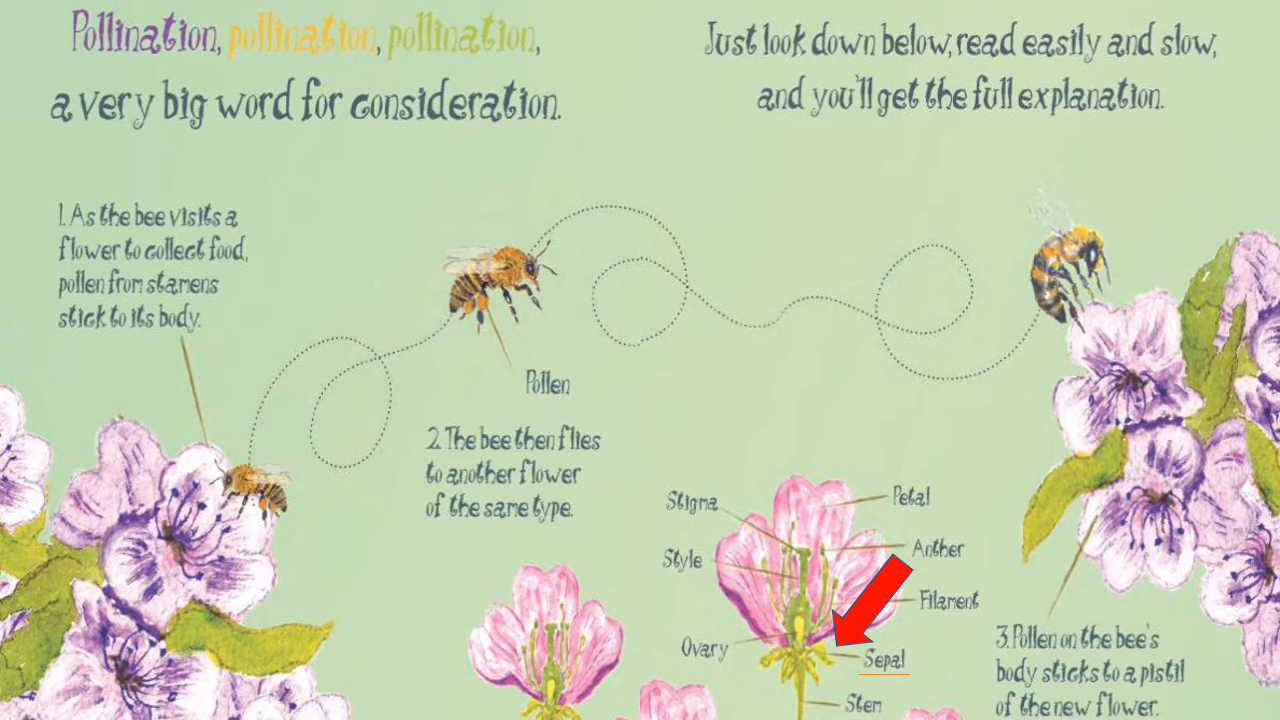 Pollination, pollination, pollination,
a very big word for consideration.
Just look down below, read easily and slow,
and you'll get the full explanation.
1. As the bee visits a
flower to collect food,
pollen from stamens
stick to its body.
Pollen
2. The bee then flies
to another flower
of the same type.
Stigma
Petal
Style
Anther
Filament
Ovary
Sepal
Stem
3. Pollen on the bee's
body sticks to a pistil
of the new flower.